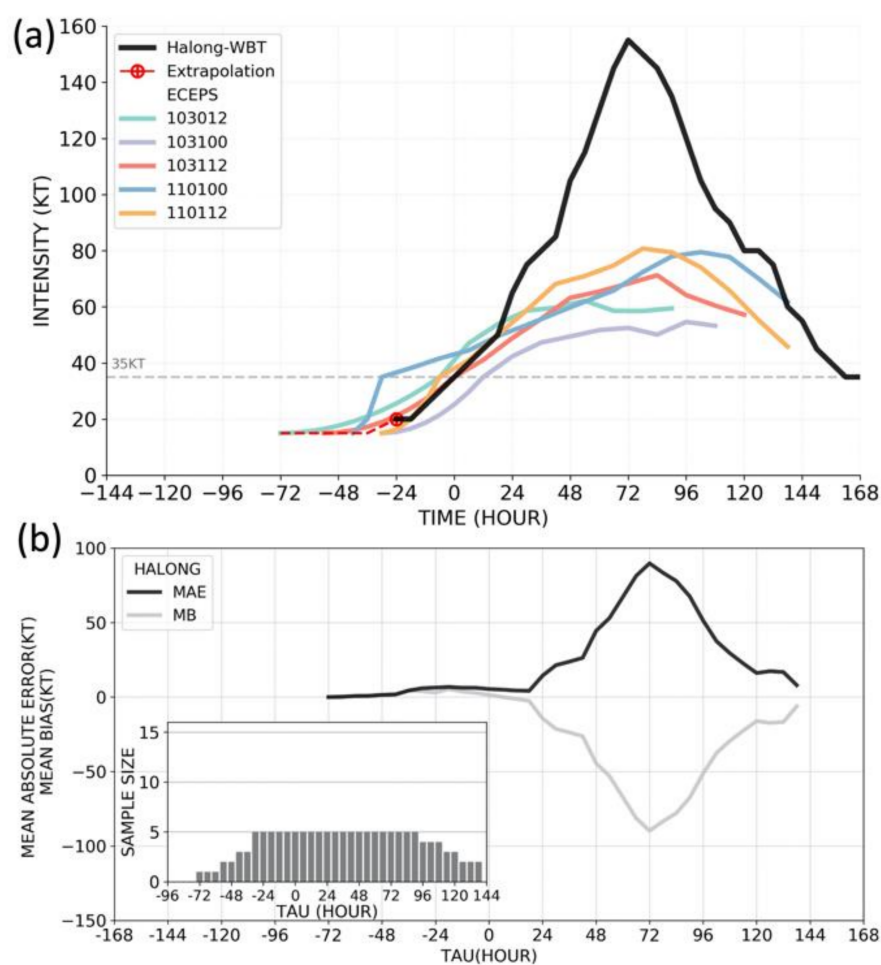 (a)
160
140
120
100
80
60
40
20
0
INTENSITY (KT)
Halong-WBT
Extrapolation
ECEPS
103012
103100
103112
110100
110112
35KT
−144 −120 −96 −72 −48 −24 0 24 48 72 96 120 144 168
TIME (HOUR)
(b)
100
50
0
−50
−100
−150
MEAN ABSOLUTE ERROR(KT)
MEAN BIAS(KT)
HALONG
MAE
MB
15
10
5
0
SAMPLE SIZE
-96 -72 -48 -24 0 24 48 72 96 120 144
TAU (HOUR)
-168 -144 -120 -96 -72 -48 -24 0 24 48 72 96 120 144 168
TAU(HOUR)